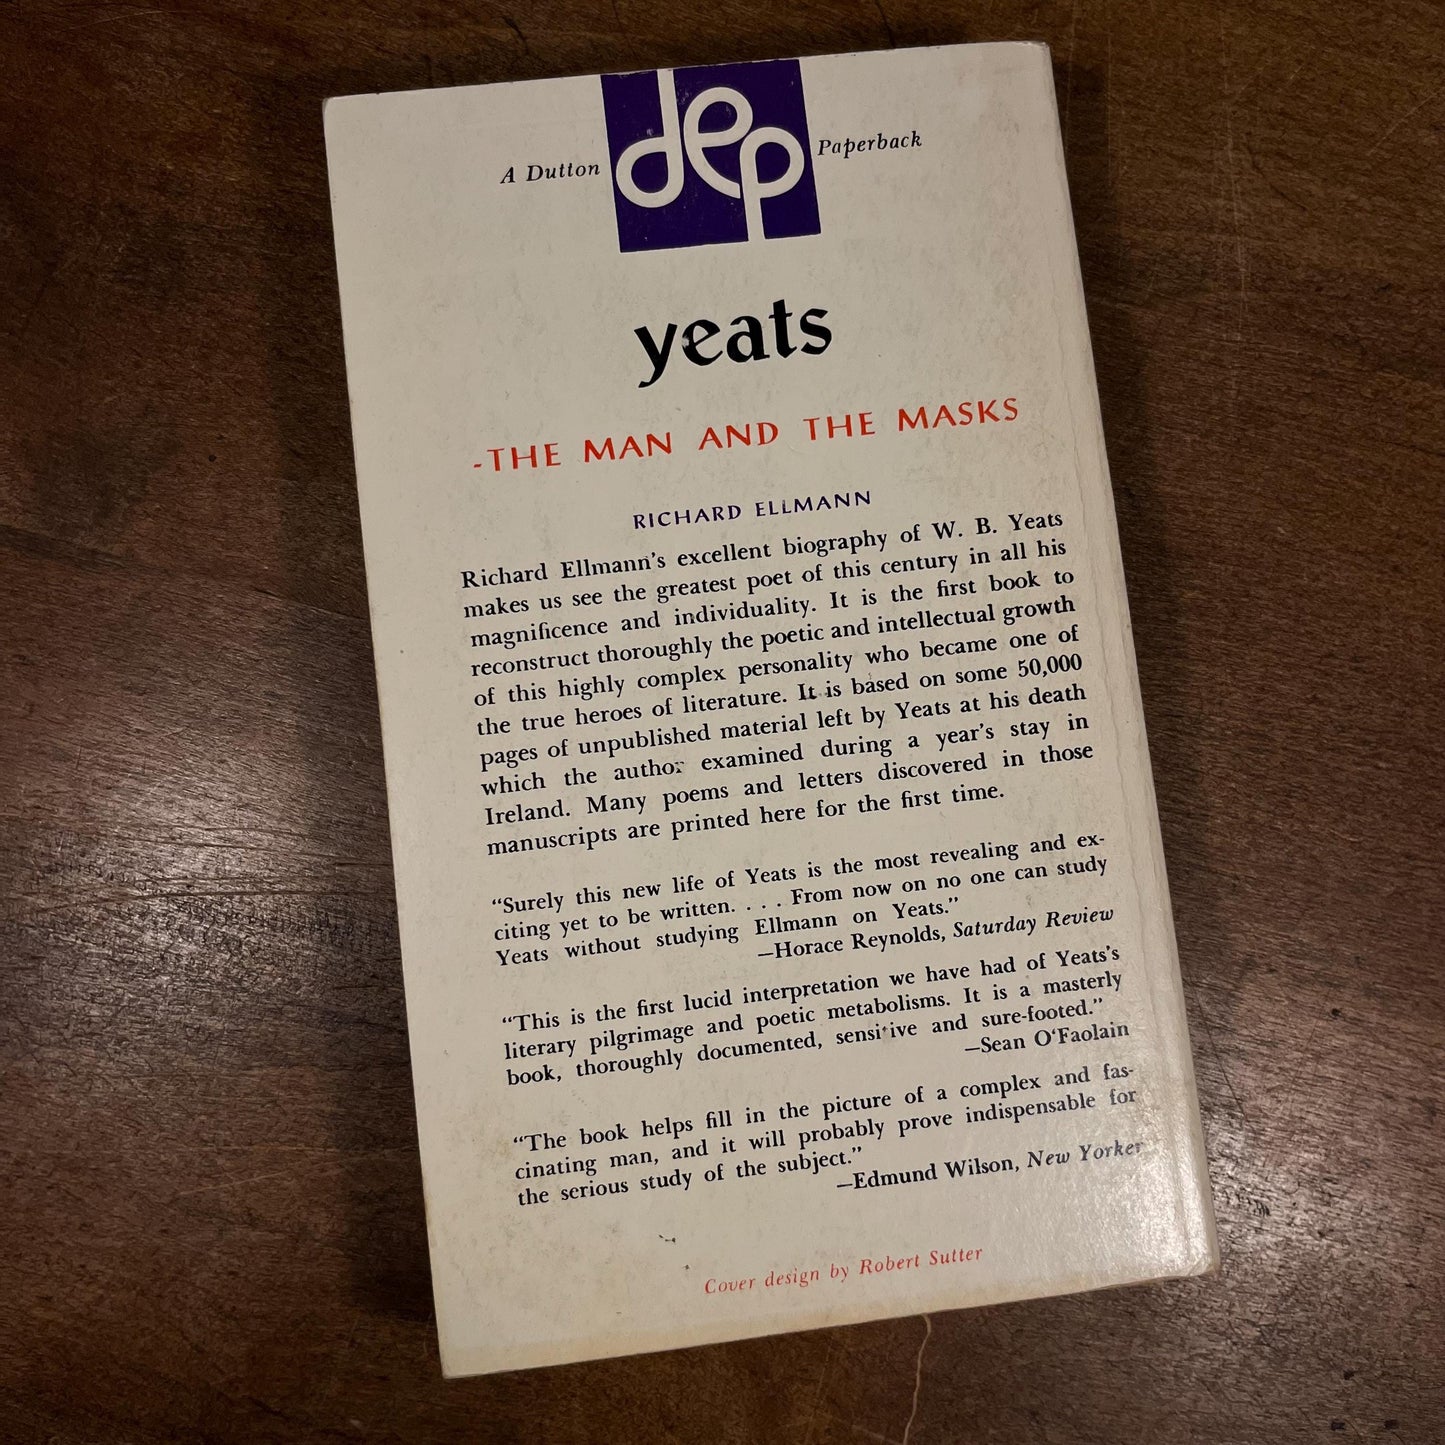 A Dutton dep Paperback
yeats
-THE MAN AND THE MASKS
RICHARD ELLMANN
Richard Ellmann's excellent biography of W. B. Yeats
makes us see the greatest poet of this century in all his
magnificence and individuality. It is the first book to
reconstruct thoroughly the poetic and intellectual growth
of this highly complex personality who became one of
the true heroes of literature. It is based on some 50,000
pages of unpublished material left by Yeats at his death
which the author examined during a year's stay in
Ireland. Many poems and letters discovered in those
manuscripts are printed here for the first time.
“Surely this new life of Yeats is the most revealing and ex-
citing yet to be written. . . . From now on no one can study
Yeats without studying Ellmann on Yeats.”
—Horace Reynolds, Saturday Review
“This is the first lucid interpretation we have had of Yeats's
literary pilgrimage and poetic metabolisms. It is a masterly
book, thoroughly documented, sensitive and sure-footed.”
—Sean O‘Faolain
“The book helps fill in the picture of a complex and fas-
cinating man, and it will probably prove indispensable for
the serious study of the subject.”
—Edmund Wilson, New Yorker
Cover design by Robert Sutter